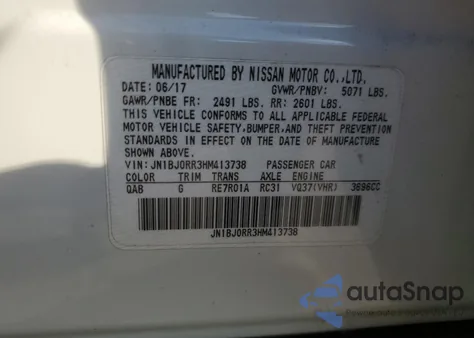 MANUFACTURED BY NISSAN MOTOR CO.,LTD.
DATE: 06/17 GVWR/PNBV: 5071 LBS.
GAWR/PNBE FR: 2491 LBS. RR: 2601 LBS.
THIS VEHICLE CONFORMS TO ALL APPLICABLE FEDERAL
MOTOR VEHICLE SAFETY,BUMPER,AND THEFT PREVENTION
STANDARDS IN EFFECT ON THE DATE OF MANUFACTURE
SHOWN ABOVE.
VIN: JN1BJ0RR3HM413738 PASSENGER CAR
COLOR TRIM TRANS AXLE ENGINE
QAB G RE7R01A RC31 VQ37(VHR) 3696CC
JN1BJ0RR3HM413738
autoSnap